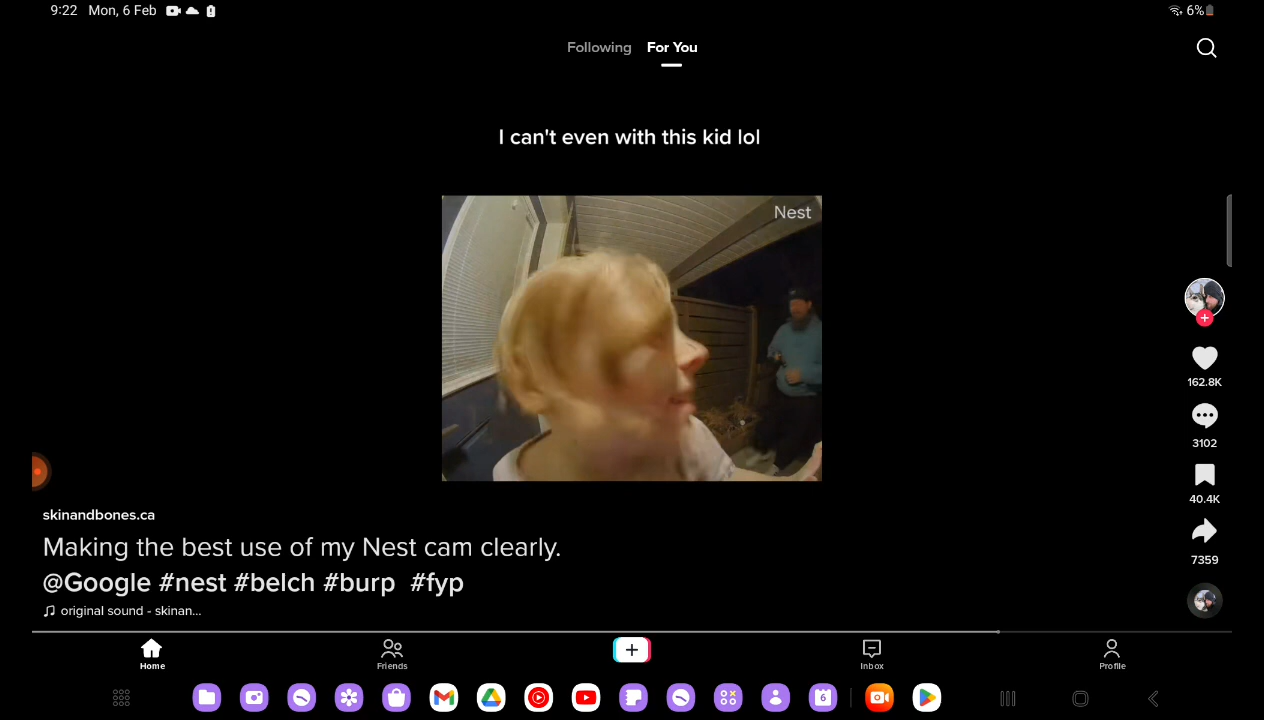 9:22 Mon, 6 Feb
6%
Following For You
I can't even with this kid lol
Nest
162.8K
3102
40.4K
7359
skinandbones.ca
Making the best use of my Nest cam clearly.
@Google #nest #belch #burp #fyp
original sound - skinan...
Home Friends Inbox Profile
6